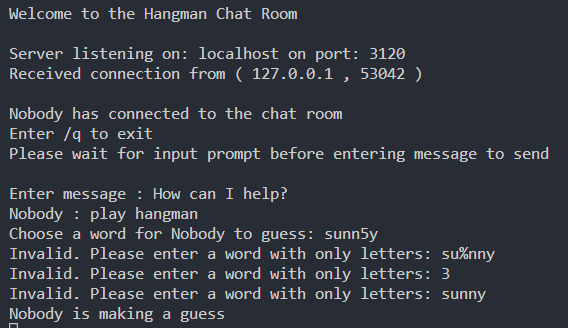 Welcome to the Hangman Chat Room
Server listening on: localhost on port: 3120
Received connection from ( 127.0.0.1 , 53042 )
Nobody has connected to the chat room
Enter /q to exit
Please wait for input prompt before entering message to send
Enter message : How can I help?
Nobody : play hangman
Choose a word for Nobody to guess: sunn5y
Invalid. Please enter a word with only letters: su%nny
Invalid. Please enter a word with only letters: 3
Invalid. Please enter a word with only letters: sunny
Nobody is making a guess